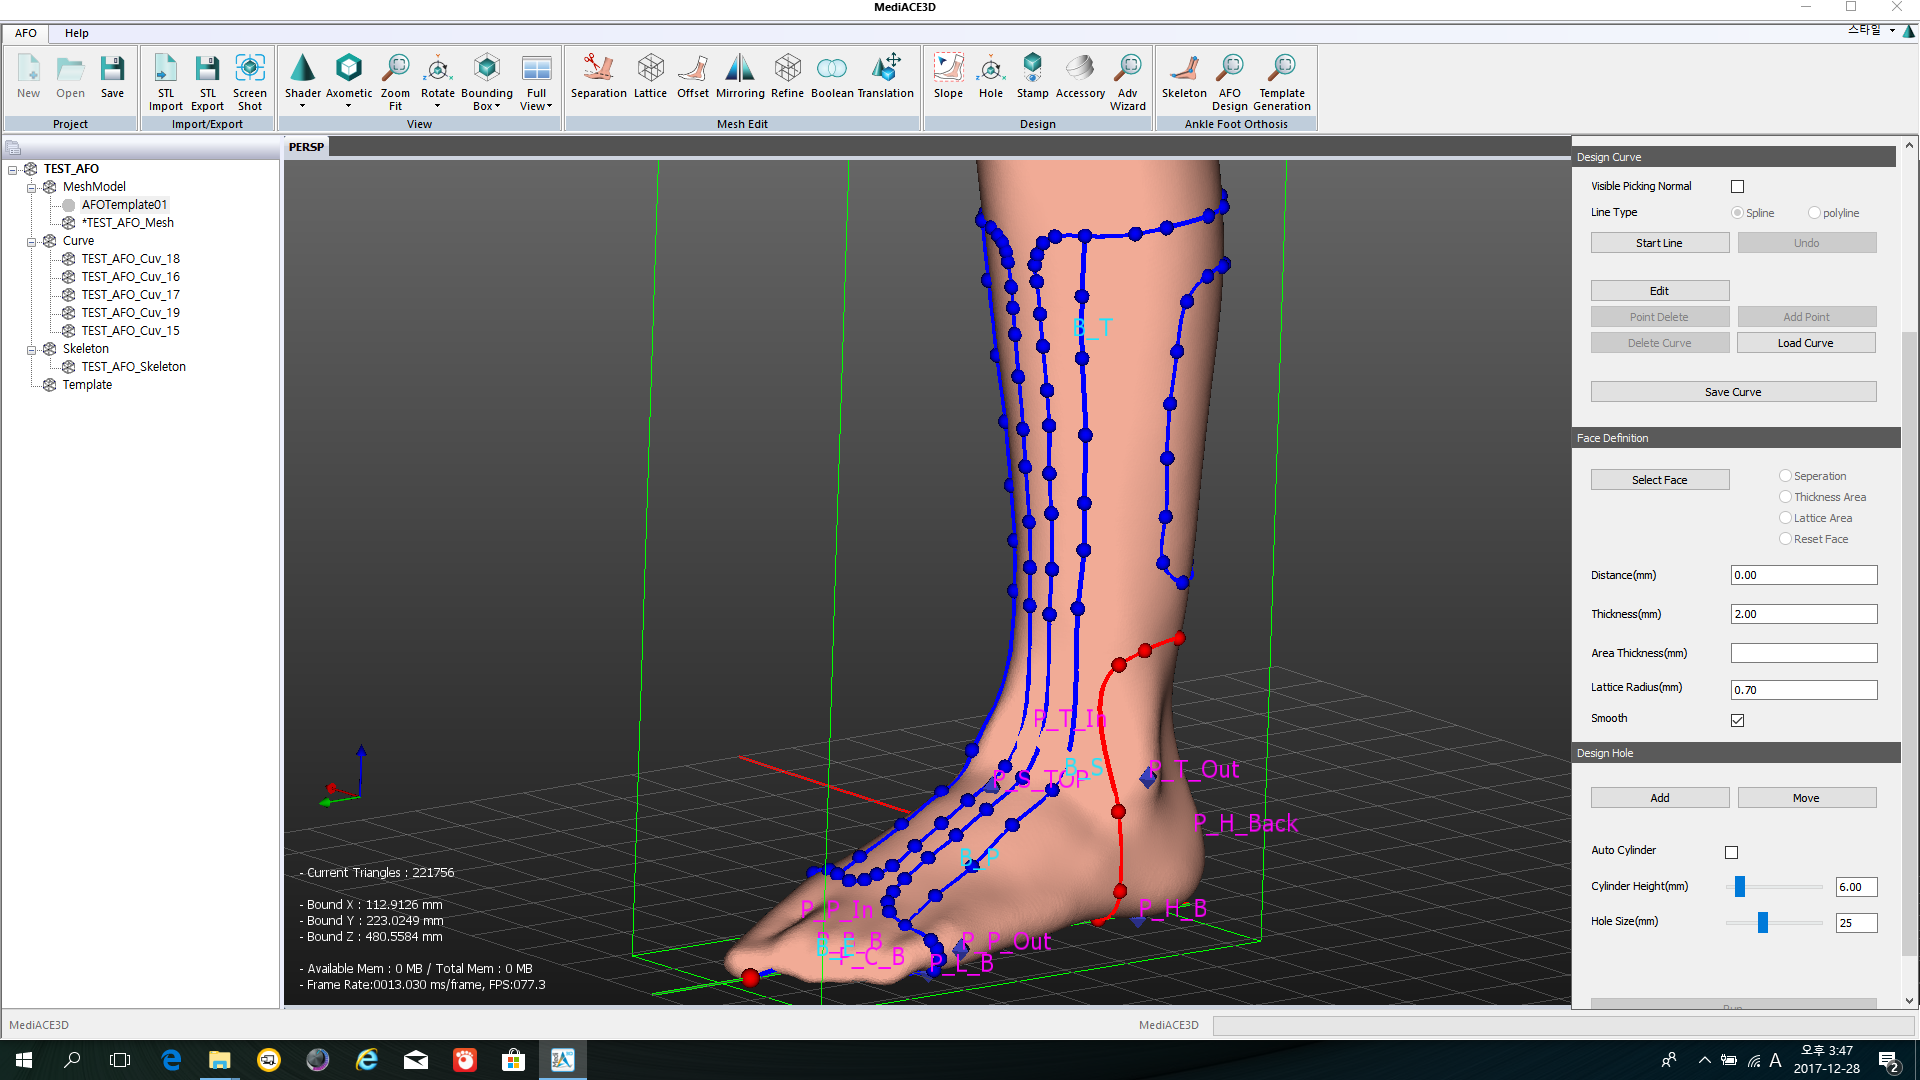 MediACE3D
AFO Help 스타일
New Open Save STL Import STL Export Screen Shot Shader Axometic Zoom Fit Rotate Bounding Box Full View Separation Lattice Offset Mirroring Refine Boolean Translation Slope Hole Stamp Accessory Adv Wizard Skeleton AFO Design Template Generation
Project Import/Export View Mesh Edit Design Ankle Foot Orthosis
PERSP
TEST_AFO
MeshModel
AFOTemplate01
*TEST_AFO_Mesh
Curve
TEST_AFO_Cuv_18
TEST_AFO_Cuv_16
TEST_AFO_Cuv_17
TEST_AFO_Cuv_19
TEST_AFO_Cuv_15
Skeleton
TEST_AFO_Skeleton
Template
B_T
P_T_In
B_S
P_S_TOP
P_T_Out
P_H_Back
B_P
P_P_In
P_H_B
P_B_B
P_P_Out
P_C_B
P_L_B
- Current Triangles : 221756
- Bound X : 112.9126 mm
- Bound Y : 223.0249 mm
- Bound Z : 480.5584 mm
- Available Mem : 0 MB / Total Mem : 0 MB
- Frame Rate:0013.030 ms/frame, FPS:077.3
Design Curve
Visible Picking Normal
Line Type Spline polyline
Start Line Undo
Edit
Point Delete Add Point
Delete Curve Load Curve
Save Curve
Face Definition
Select Face Seperation
Thickness Area
Lattice Area
Reset Face
Distance(mm) 0.00
Thickness(mm) 2.00
Area Thickness(mm)
Lattice Radius(mm) 0.70
Smooth
Design Hole
Add Move
Auto Cylinder
Cylinder Height(mm) 6.00
Hole Size(mm) 25
MediACE3D MediACE3D
A 오후 3:47
2017-12-28 2